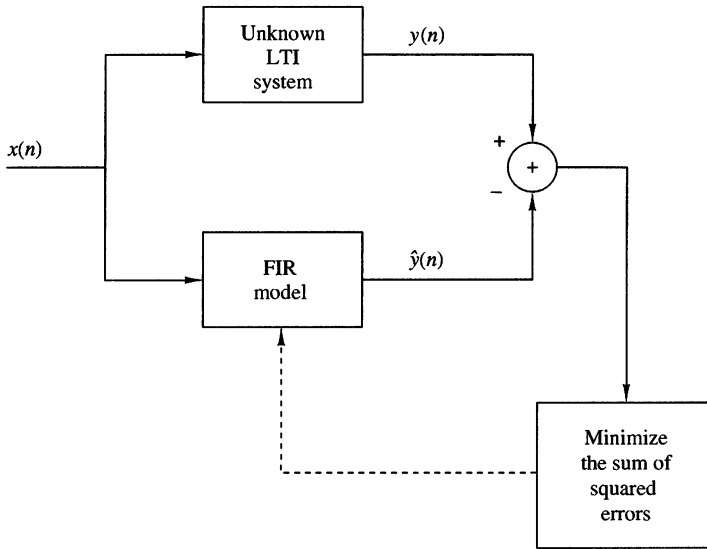 Unknown
LTI
system
y(n)
x(n)
+
+
−
FIR
model
ŷ(n)
Minimize
the sum of
squared
errors